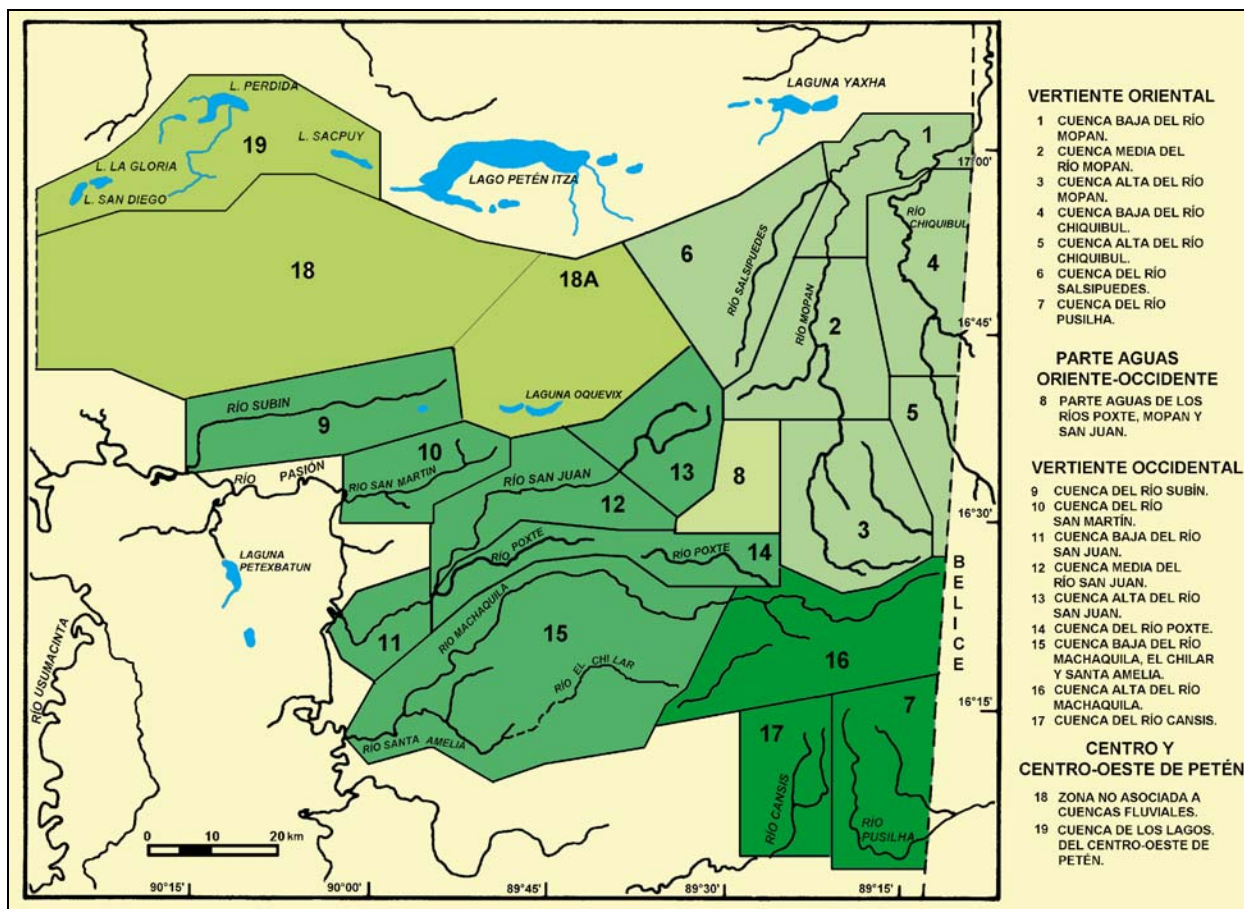 L. PERDIDA
LAGUNA YAXHA
19
L. SACPUY
1
17°00'
L. LA GLORIA
LAGO PETÉN ITZA
L. SAN DIEGO
RÍO
CHIQUIBUL
6
RÍO SALSIPUEDES
4
18
18A
RÍO MOPAN
2
16°45'
LAGUNA OQUEVIX
RÍO SUBIN
5
9
10
RÍO PASIÓN
RÍO SAN MARTIN
RÍO SAN JUAN
13
8
12
16°30'
3
RÍO POXTE
RÍO POXTE
14
LAGUNA
PETEXBATUN
BELICE
RÍO MACHAQUILA
11
15
16
RÍO EL CHILAR
RÍO USUMACINTA
16°15'
7
17
RÍO SANTA AMELIA
RÍO CANSIS
RÍO
PUSILHA
0 10 20 km
90°15' 90°00' 89°45' 89°30' 89°15'
VERTIENTE ORIENTAL
1 CUENCA BAJA DEL RÍO
MOPAN.
2 CUENCA MEDIA DEL
RÍO MOPAN.
3 CUENCA ALTA DEL RÍO
MOPAN.
4 CUENCA BAJA DEL RÍO
CHIQUIBUL.
5 CUENCA ALTA DEL RÍO
CHIQUIBUL.
6 CUENCA DEL RÍO
SALSIPUEDES.
7 CUENCA DEL RÍO
PUSILHA.
PARTE AGUAS
ORIENTE-OCCIDENTE
8 PARTE AGUAS DE LOS
RÍOS POXTE, MOPAN Y
SAN JUAN.
VERTIENTE OCCIDENTAL
9 CUENCA DEL RÍO SUBÍN.
10 CUENCA DEL RÍO
SAN MARTÍN.
11 CUENCA BAJA DEL RÍO
SAN JUAN.
12 CUENCA MEDIA DEL
RÍO SAN JUAN.
13 CUENCA ALTA DEL RÍO
SAN JUAN.
14 CUENCA DEL RÍO POXTE.
15 CUENCA BAJA DEL RÍO
MACHAQUILA, EL CHILAR
Y SANTA AMELIA.
16 CUENCA ALTA DEL RÍO
MACHAQUILA.
17 CUENCA DEL RÍO CANSIS.
CENTRO Y
CENTRO-OESTE DE PETÉN
18 ZONA NO ASOCIADA A
CUENCAS FLUVIALES.
19 CUENCA DE LOS LAGOS.
DEL CENTRO-OESTE DE
PETÉN.